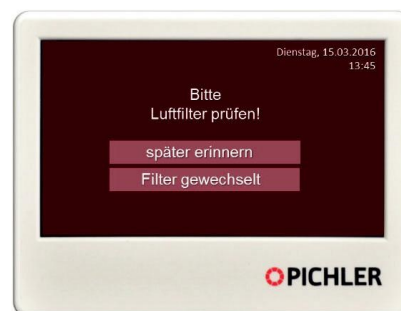 Dienstag, 15.03.2016
13:45
Bitte
Luftfilter prüfen!
später erinnern
Filter gewechselt
PICHLER